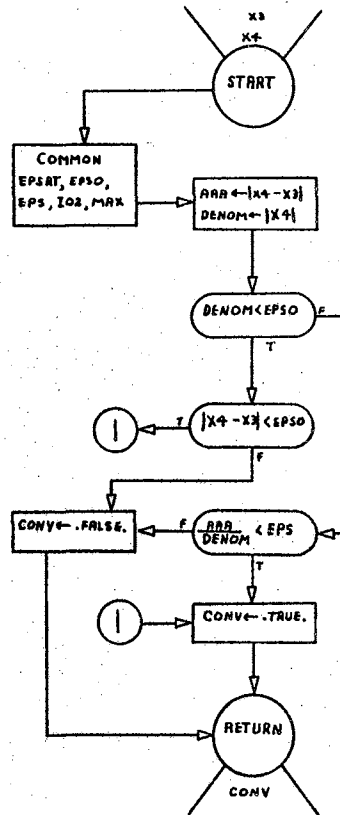 X3
X4
START
COMMON
EPSRT, EPSO,
EPS, IO2, MAX
AAA←|X4-X3|
DENOM←|X4|
DENOM<EPSO
F
T
|X4-X3|<EPSO
T
1
F
CONV←.FALSE.
F
AAA
DENOM
<EPS
T
1
CONV←.TRUE.
RETURN
CONV